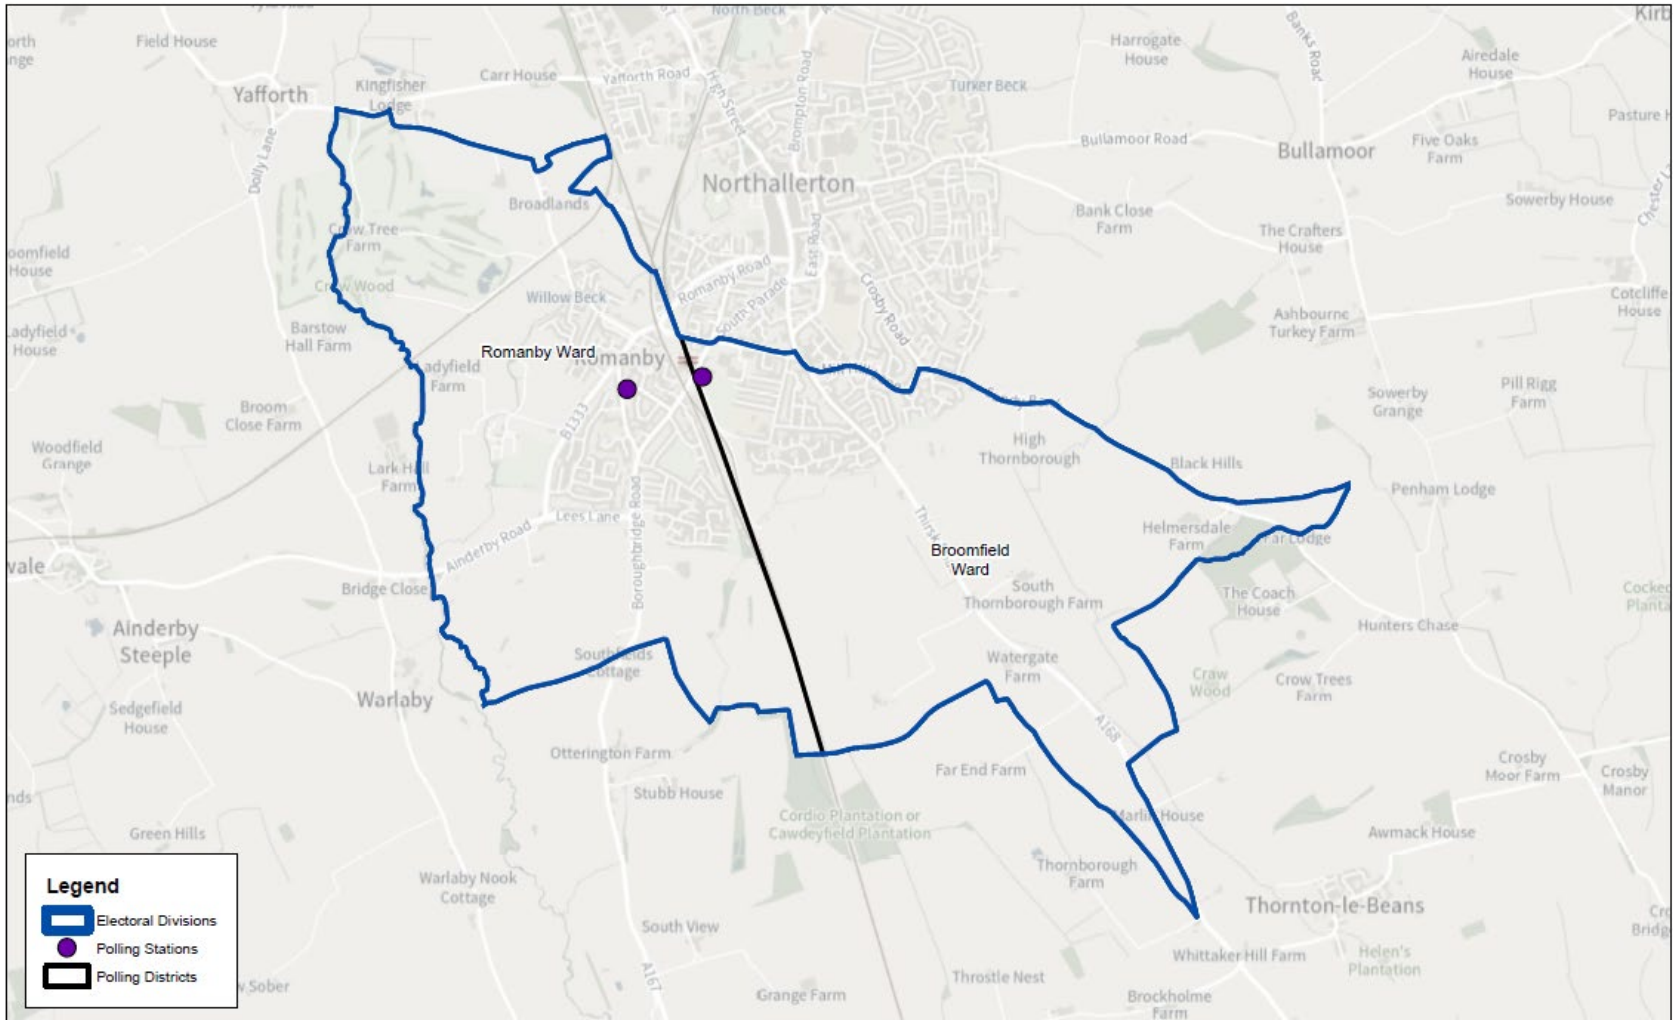 North Beck
Field House
Kingfisher
Lodge
Carr House
Yafforth Road
High Street
Brompton Road
Turker Beck
Harrogate
House
Banks Road
Airedale
House
Yafforth
Dolly Lane
Bullamoor Road
Bullamoor
Five Oaks
Farm
Northallerton
Broadlands
Bank Close
Farm
Sowerby House
The Crafters
House
Crow Tree
Farm
East Road
Romanby Road
South Parade
Crosby Road
Willow Beck
Barstow
Hall Farm
Ashbourne
Turkey Farm
Cotcliffe
House
Romanby Ward
Romanby
Ladyfield
Farm
Broom
Close Farm
B1333
Woodfield
Grange
Lark Hall
Farm
Sowerby
Grange
Pill Rigg
Farm
High
Thornborough
Black Hills
Penham Lodge
Lees Lane
Ainderby Road
Boroughbridge Road
Broomfield
Ward
Helmersdale
Farm
Bridge Close
South
Thornborough Farm
The Coach
House
Hunters Chase
Ainderby
Steeple
Southfields
Cottage
Watergate
Farm
Craw
Wood
Crow Trees
Farm
Warlaby
Sedgefield
House
A168
Otterington Farm
Far End Farm
Crosby
Moor Farm
Crosby
Manor
Stubb House
Cordio Plantation or
Cawdeyfield Plantation
Marlin House
Green Hills
Awmack House
Warlaby Nook
Cottage
Thornborough
Farm
Thornton-le-Beans
South View
Whittaker Hill Farm
Helen's
Plantation
A167
Throstle Nest
Grange Farm
Brockholme
Farm
Legend
Electoral Divisions
Polling Stations
Polling Districts